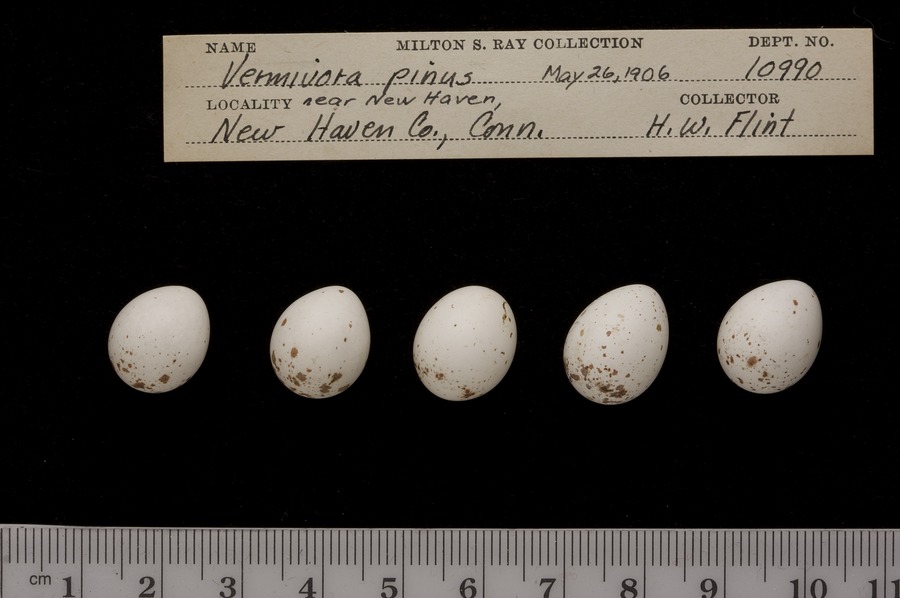 NAME MILTON S. RAY COLLECTION DEPT. NO.
Vermivora pinus May 26, 1906 10990
LOCALITY near New Haven, COLLECTOR
New Haven Co., Conn. H. W. Flint
cm 1 2 3 4 5 6 7 8 9 10 11